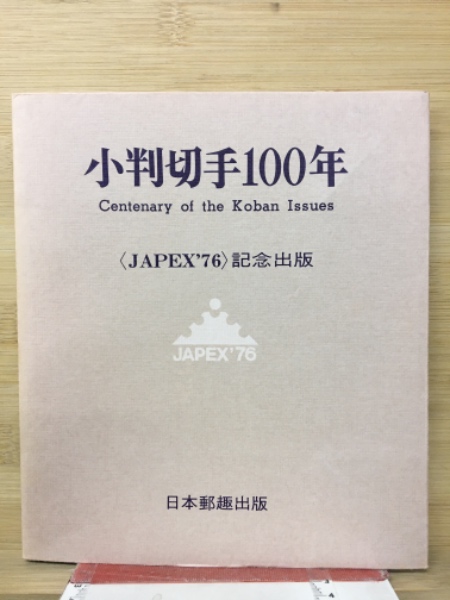 小判切手100年
Centenary of the Koban Issues
〈JAPEX'76〉記念出版
JAPEX'76
日本郵趣出版